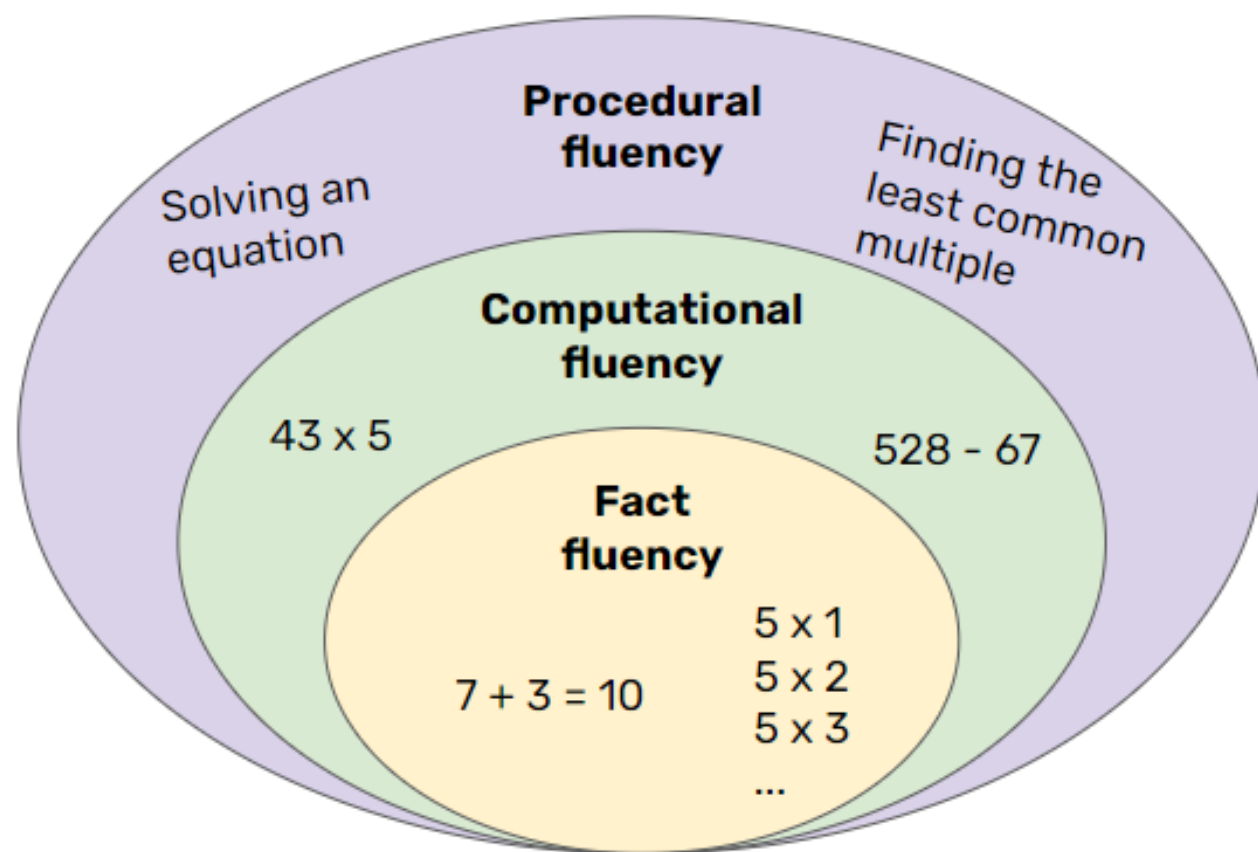 Procedural
fluency
Solving an
equation
Finding the
least common
multiple
Computational
fluency
43 x 5
528 - 67
Fact
fluency
7 + 3 = 10
5 x 1
5 x 2
5 x 3
...